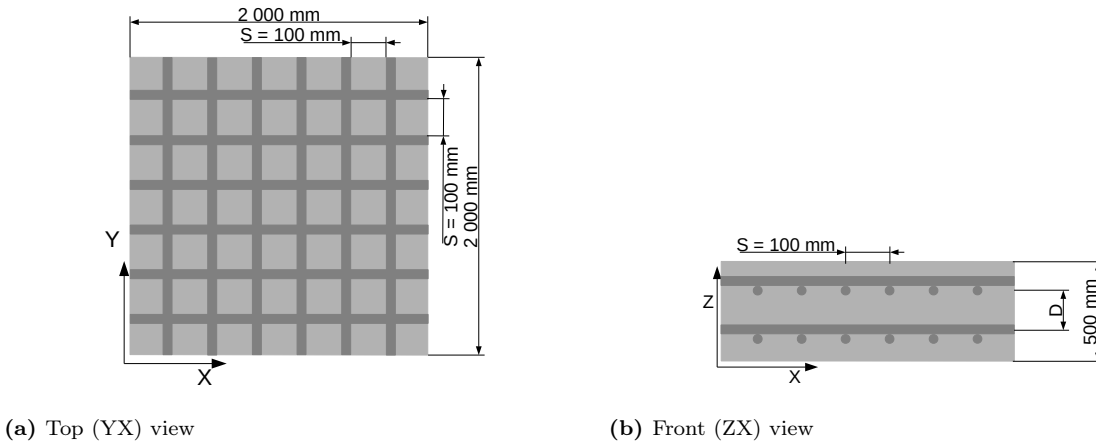 2 000 mm
S = 100 mm
S = 100 mm
2 000 mm
Y
X
(a) Top (YX) view
S = 100 mm
Z
D
500 mm
X
(b) Front (ZX) view